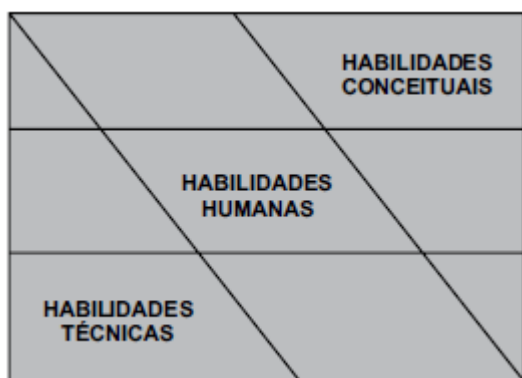 HABILIDADES
CONCEITUAIS
HABILIDADES
HUMANAS
HABILIDADES
TÉCNICAS